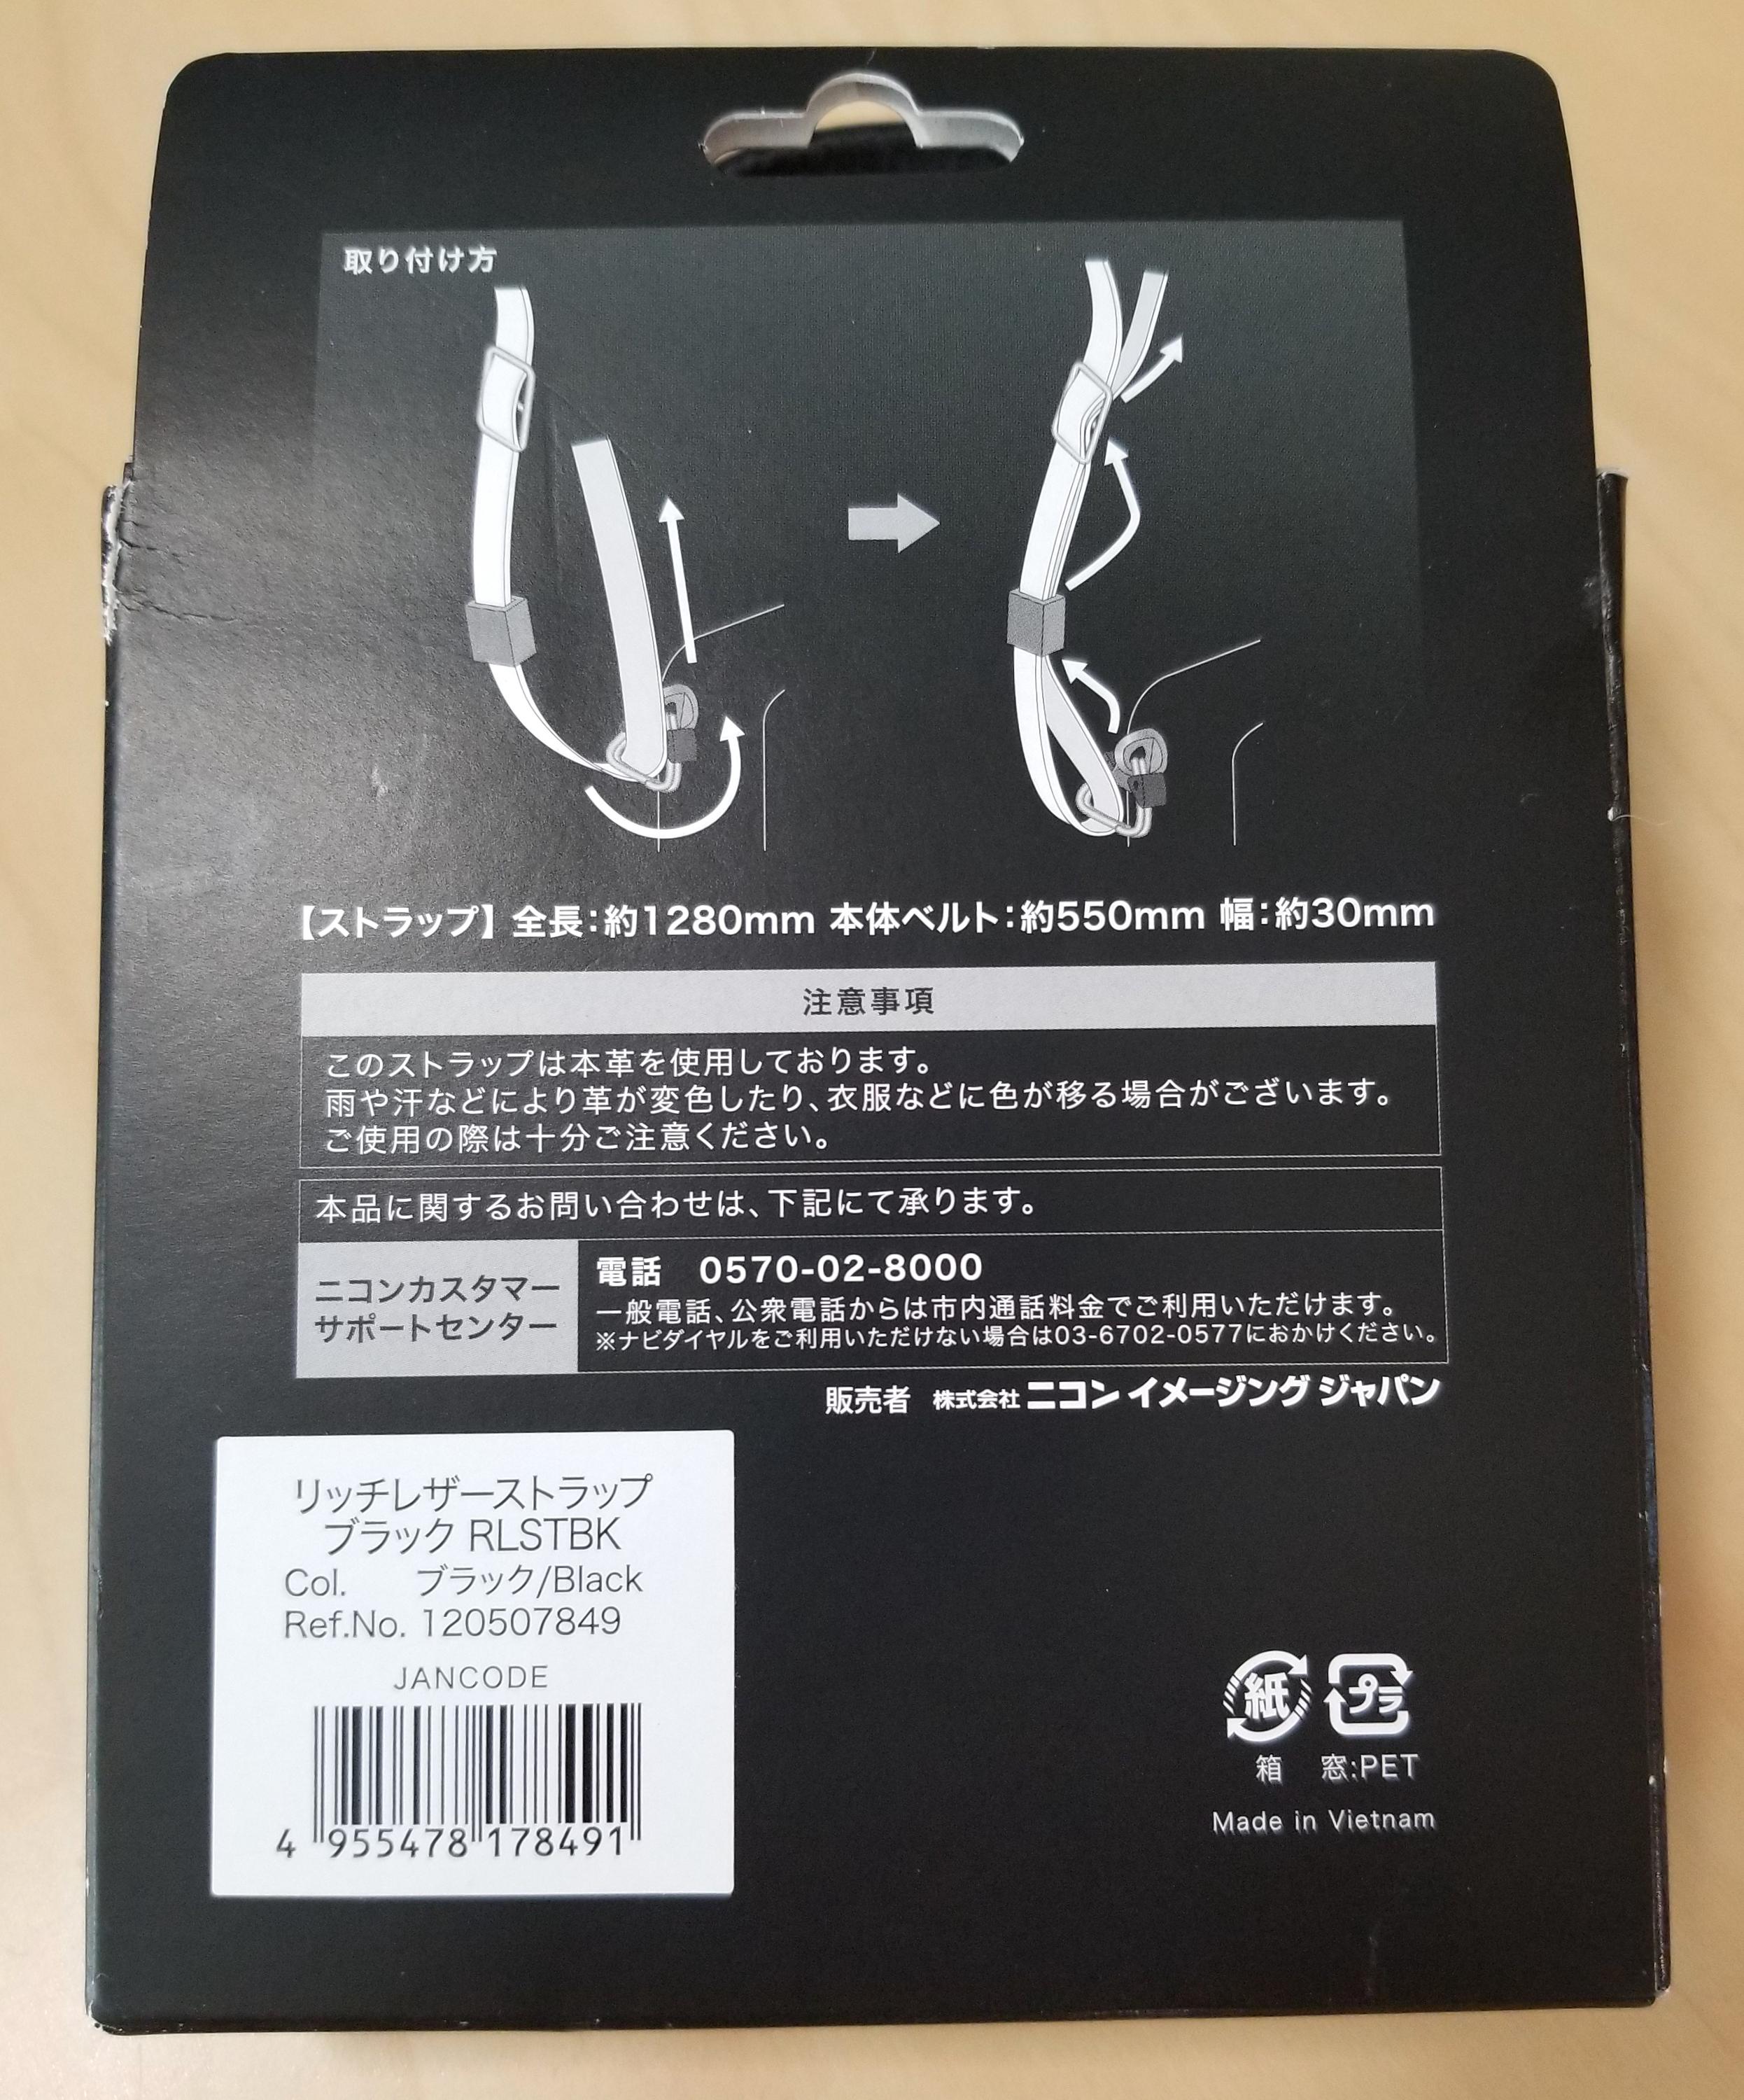 取り付け方
【ストラップ】 全長：約1280mm 本体ベルト：約550mm 幅：約30mm
注意事項
このストラップは本革を使用しております。
雨や汗などにより革が変色したり、衣服などに色が移る場合がございます。
ご使用の際は十分ご注意ください。
本品に関するお問い合わせは、下記にて承ります。
ニコンカスタマー
サポートセンター
電話 0570-02-8000
一般電話、公衆電話からは市内通話料金でご利用いただけます。
※ナビダイヤルをご利用いただけない場合は03-6702-0577におかけください。
販売者 株式会社 ニコン イメージング ジャパン
リッチレザーストラップ
ブラック RLSTBK
Col. ブラック/Black
Ref.No. 120507849
JANCODE
4 955478 178491
紙 プラ
箱 窓:PET
Made in Vietnam